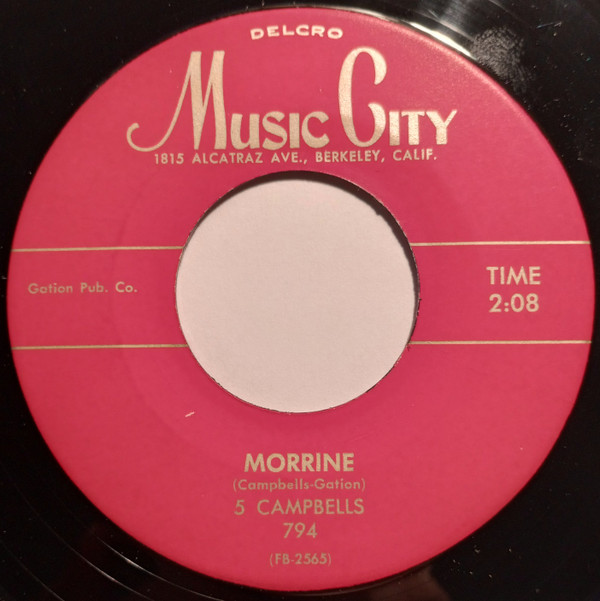 DELCRO
MUSIC CITY
1815 ALCATRAZ AVE., BERKELEY, CALIF.
Gation Pub. Co.
TIME
2:08
MORRINE
(Campbells-Gation)
5 CAMPBELLS
794
(FB-2565)